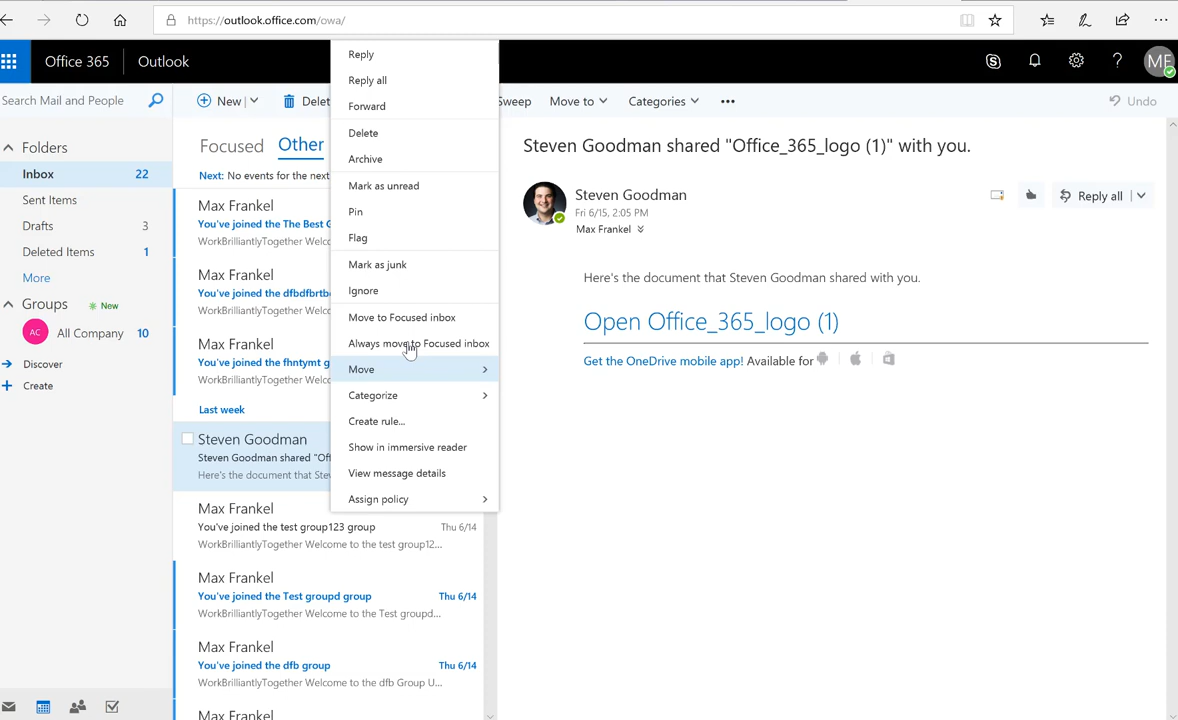 https://outlook.office.com/owa/
Office 365
Outlook
MF
Search Mail and People
New
Delet
Sweep
Move to
Categories
Undo
Folders
Inbox 22
Sent Items
Drafts 3
Deleted Items 1
More
Groups New
AC All Company 10
Discover
Create
Focused Other
Next: No events for the next
Max Frankel
You've joined the The Best G
WorkBrilliantlyTogether Welcc
Max Frankel
You've joined the dfbdfbrtbe
WorkBrilliantlyTogether Welcc
Max Frankel
You've joined the fhntymt g
WorkBrilliantlyTogether Welcc
Last week
Steven Goodman
Steven Goodman shared "Off
Here's the document that Stev
Max Frankel
You've joined the test group123 group Thu 6/14
WorkBrilliantlyTogether Welcome to the test group12...
Max Frankel
You've joined the Test groupd group Thu 6/14
WorkBrilliantlyTogether Welcome to the Test groupd...
Max Frankel
You've joined the dfb group Thu 6/14
WorkBrilliantlyTogether Welcome to the dfb Group U...
Max Frankel
Reply
Reply all
Forward
Delete
Archive
Mark as unread
Pin
Flag
Mark as junk
Ignore
Move to Focused inbox
Always move to Focused inbox
Move
Categorize
Create rule...
Show in immersive reader
View message details
Assign policy
Steven Goodman shared "Office_365_logo (1)" with you.
Steven Goodman
Fri 6/15, 2:05 PM
Max Frankel
Reply all
Here's the document that Steven Goodman shared with you.
Open Office_365_logo (1)
Get the OneDrive mobile app! Available for